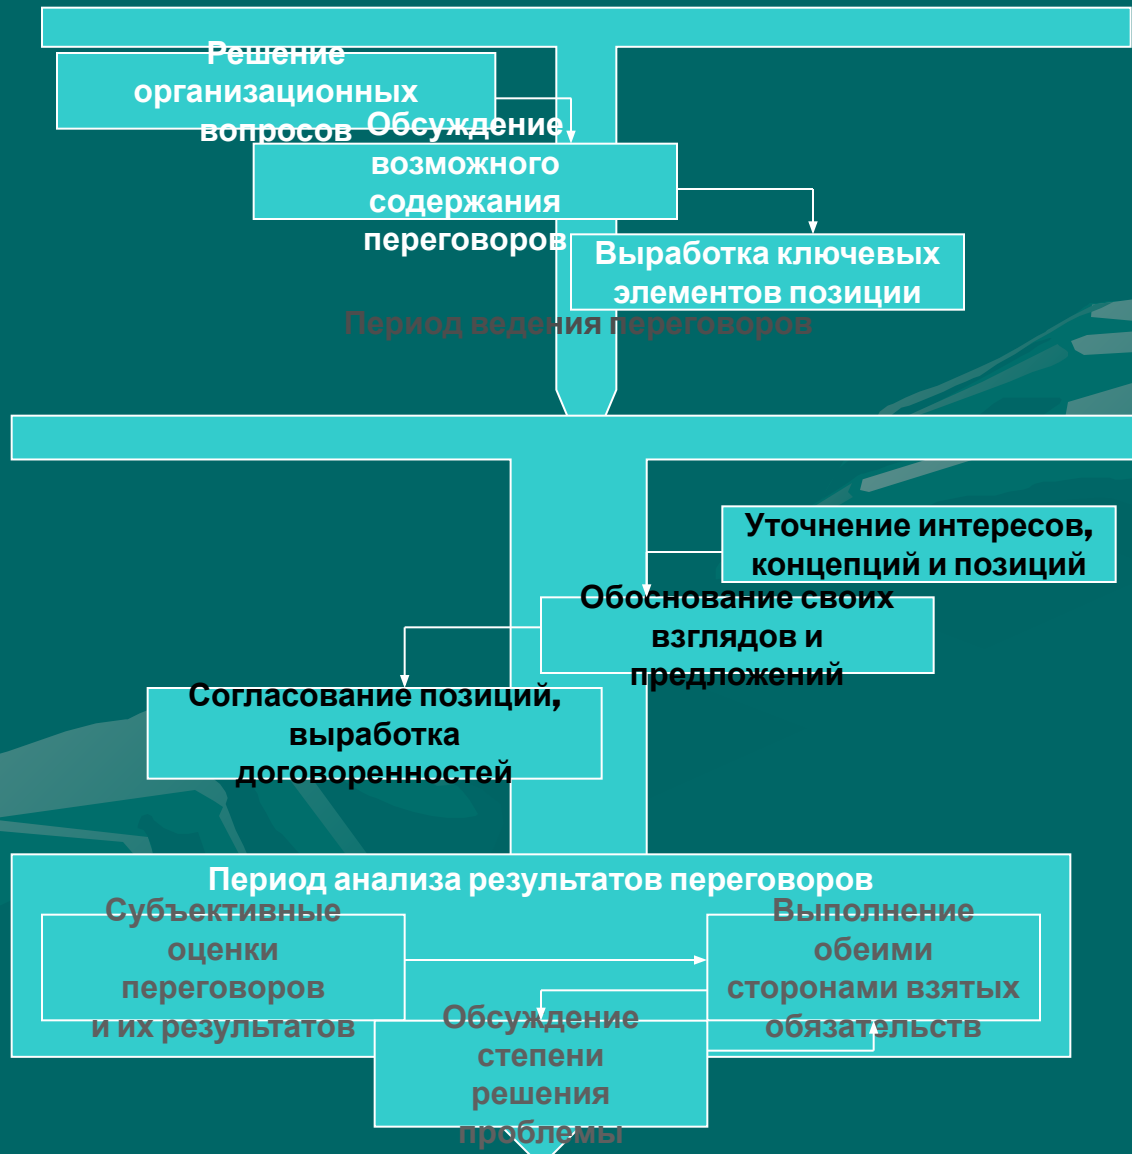 Решение
организационных
вопросов
Обсуждение
возможного
содержания
переговоров
Выработка ключевых
элементов позиции
Период ведения переговоров
Уточнение интересов,
концепций и позиций
Обоснование своих
взглядов и
предложений
Согласование позиций,
выработка
договоренностей
Период анализа результатов переговоров
Субъективные
оценки
переговоров
и их результатов
Выполнение
обеими
сторонами взятых
обязательств
Обсуждение
степени
решения
проблемы